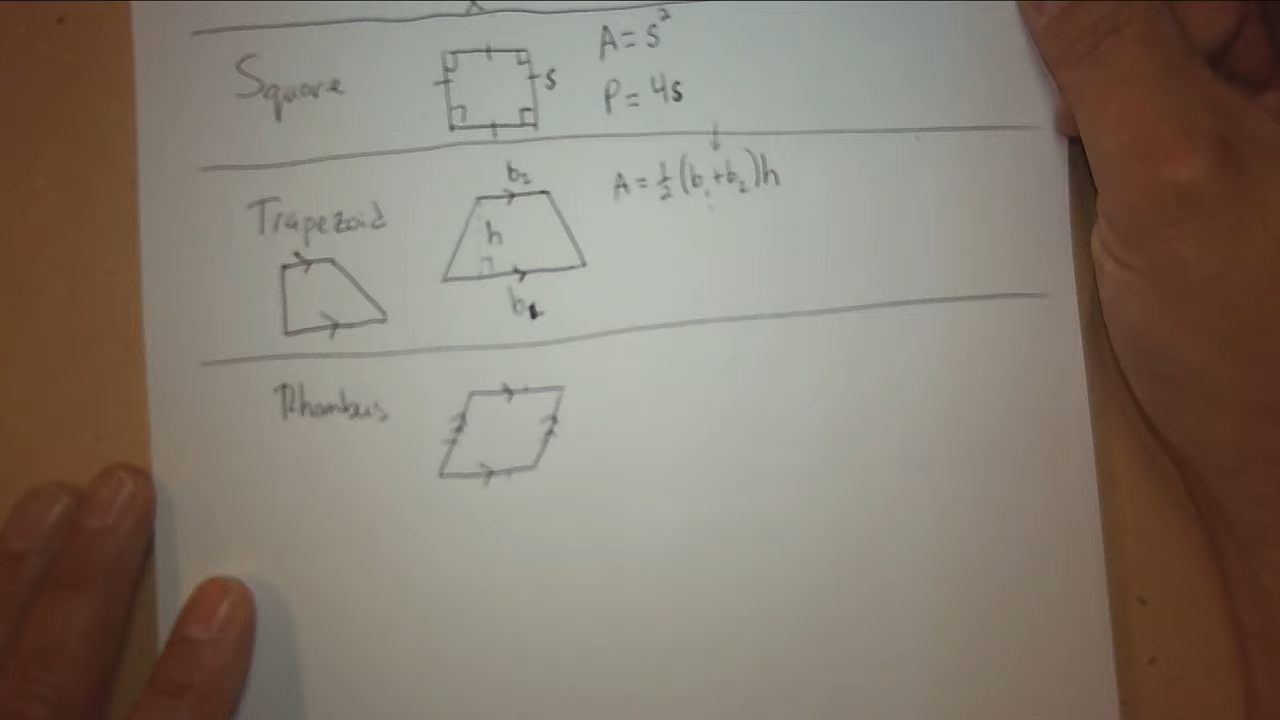 Square
s
A = s²
P = 4s
Trapezoid
b₂
h
b₁
A = ½(b₁+b₂)h
Rhombus